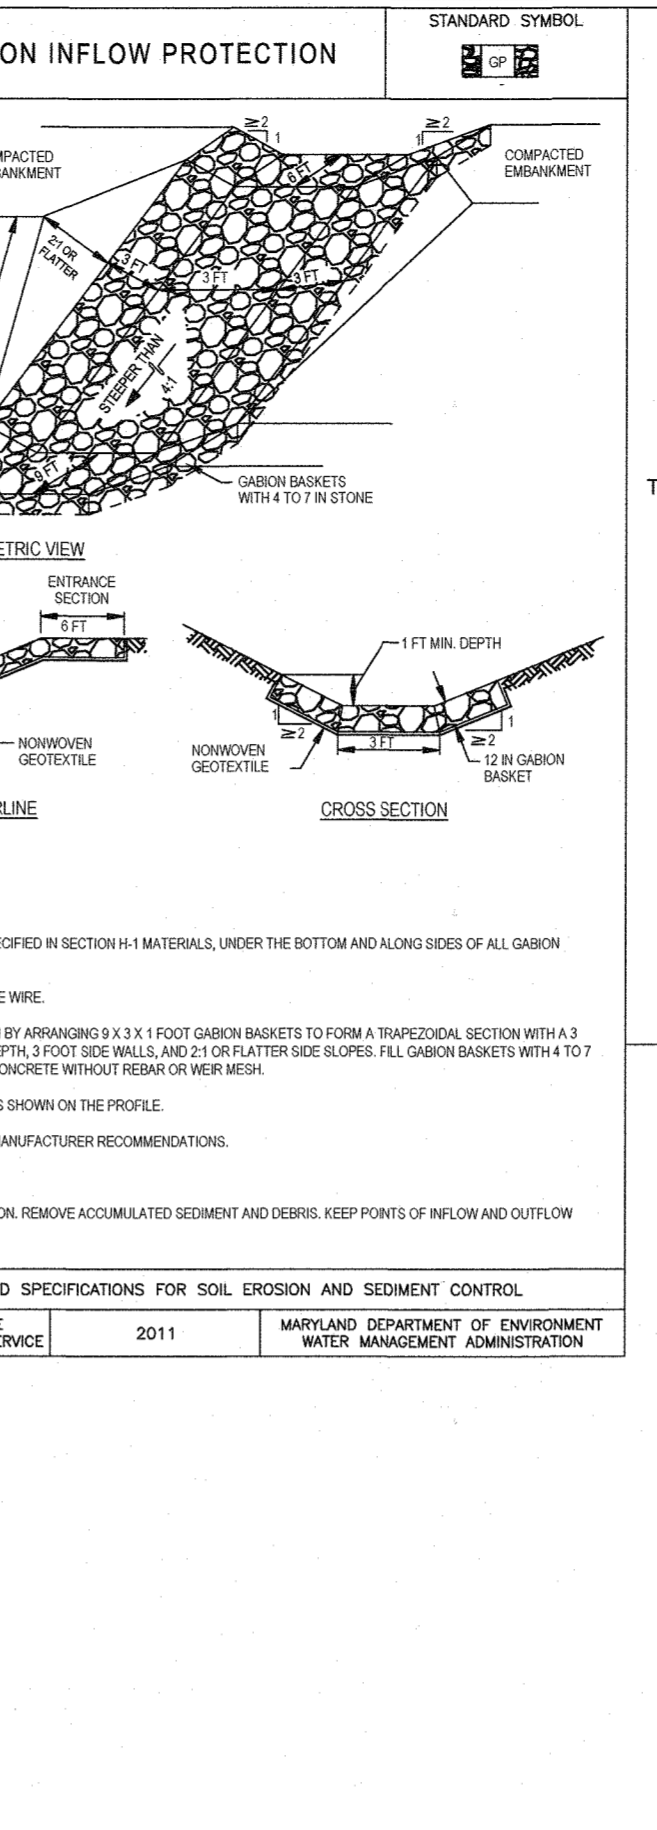 ON INFLOW PROTECTION
STANDARD SYMBOL
GP
≥2
1
≥2
1
MPACTED
ANKMENT
COMPACTED
EMBANKMENT
6 FT
2:1 OR
FLATTER
3 FT
3 FT
3 FT
STEEPER THAN
4:1
9 FT
GABION BASKETS
WITH 4 TO 7 IN STONE
ETRIC VIEW
ENTRANCE
SECTION
6 FT
1 FT MIN. DEPTH
1
≥2
3 FT
1
≥2
NONWOVEN
GEOTEXTILE
NONWOVEN
GEOTEXTILE
12 IN GABION
BASKET
RLINE
CROSS SECTION
ECIFIED IN SECTION H-1 MATERIALS, UNDER THE BOTTOM AND ALONG SIDES OF ALL GABION
E WIRE.
BY ARRANGING 9 X 3 X 1 FOOT GABION BASKETS TO FORM A TRAPEZOIDAL SECTION WITH A 3
EPTH, 3 FOOT SIDE WALLS, AND 2:1 OR FLATTER SIDE SLOPES. FILL GABION BASKETS WITH 4 TO 7
ONCRETE WITHOUT REBAR OR WEIR MESH.
S SHOWN ON THE PROFILE.
MANUFACTURER RECOMMENDATIONS.
ON. REMOVE ACCUMULATED SEDIMENT AND DEBRIS. KEEP POINTS OF INFLOW AND OUTFLOW
D SPECIFICATIONS FOR SOIL EROSION AND SEDIMENT CONTROL
E
ERVICE
2011
MARYLAND DEPARTMENT OF ENVIRONMENT
WATER MANAGEMENT ADMINISTRATION
T